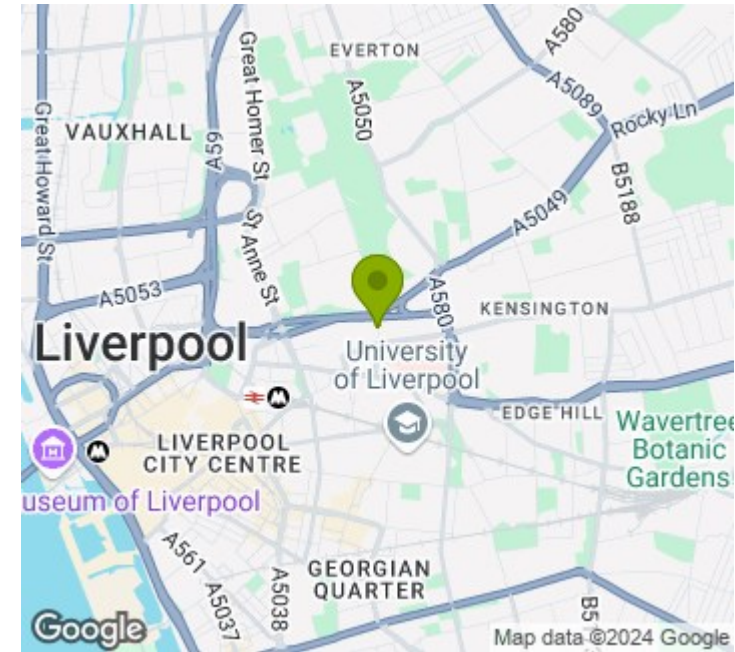 EVERTON
A580
A5089
Rocky Ln
Great Homer St
A5050
VAUXHALL
A59
Great Howard St
B5188
A5049
St Anne St
A5053
A580
KENSINGTON
Liverpool
University
of Liverpool
EDGE HILL
Wavertree
Botanic
Gardens
LIVERPOOL
CITY CENTRE
useum of Liverpool
GEORGIAN
QUARTER
A561
A5037
A5038
B5
Google
Map data ©2024 Google